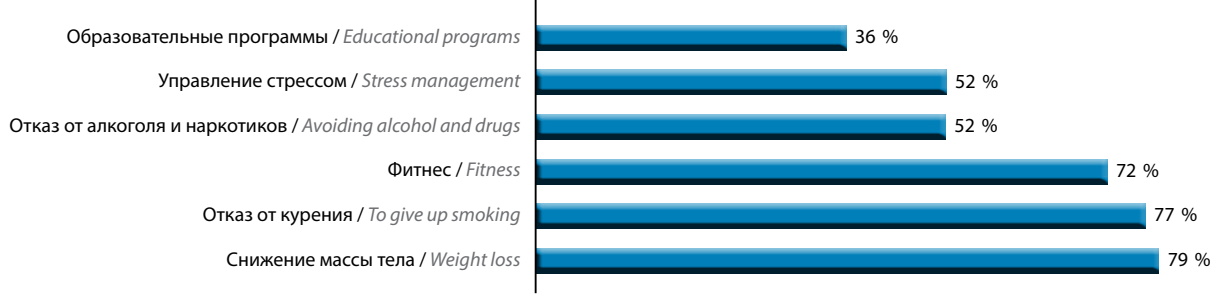 Образовательные программы / Educational programs 36 %
Управление стрессом / Stress management 52 %
Отказ от алкоголя и наркотиков / Avoiding alcohol and drugs 52 %
Фитнес / Fitness 72 %
Отказ от курения / To give up smoking 77 %
Снижение массы тела / Weight loss 79 %